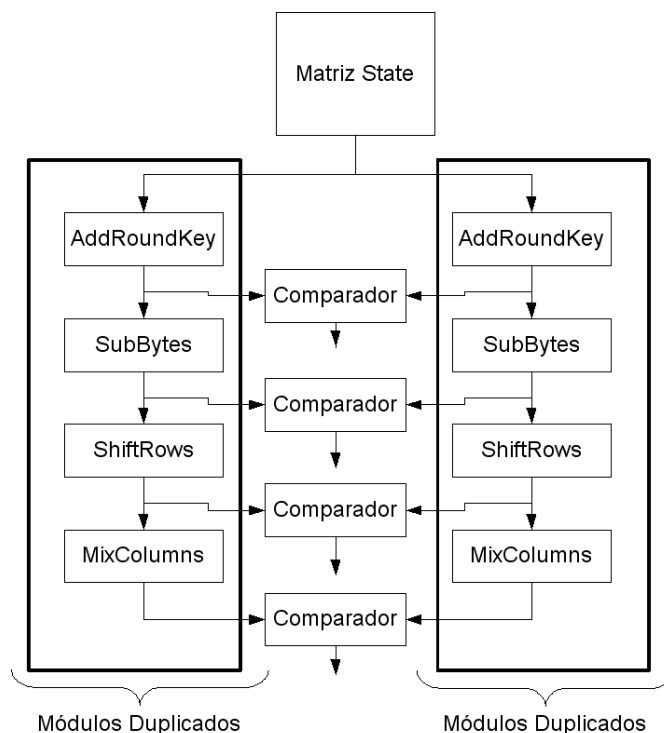 Matriz State
AddRoundKey
AddRoundKey
Comparador
SubBytes
SubBytes
Comparador
ShiftRows
ShiftRows
Comparador
MixColumns
MixColumns
Comparador
Módulos Duplicados
Módulos Duplicados